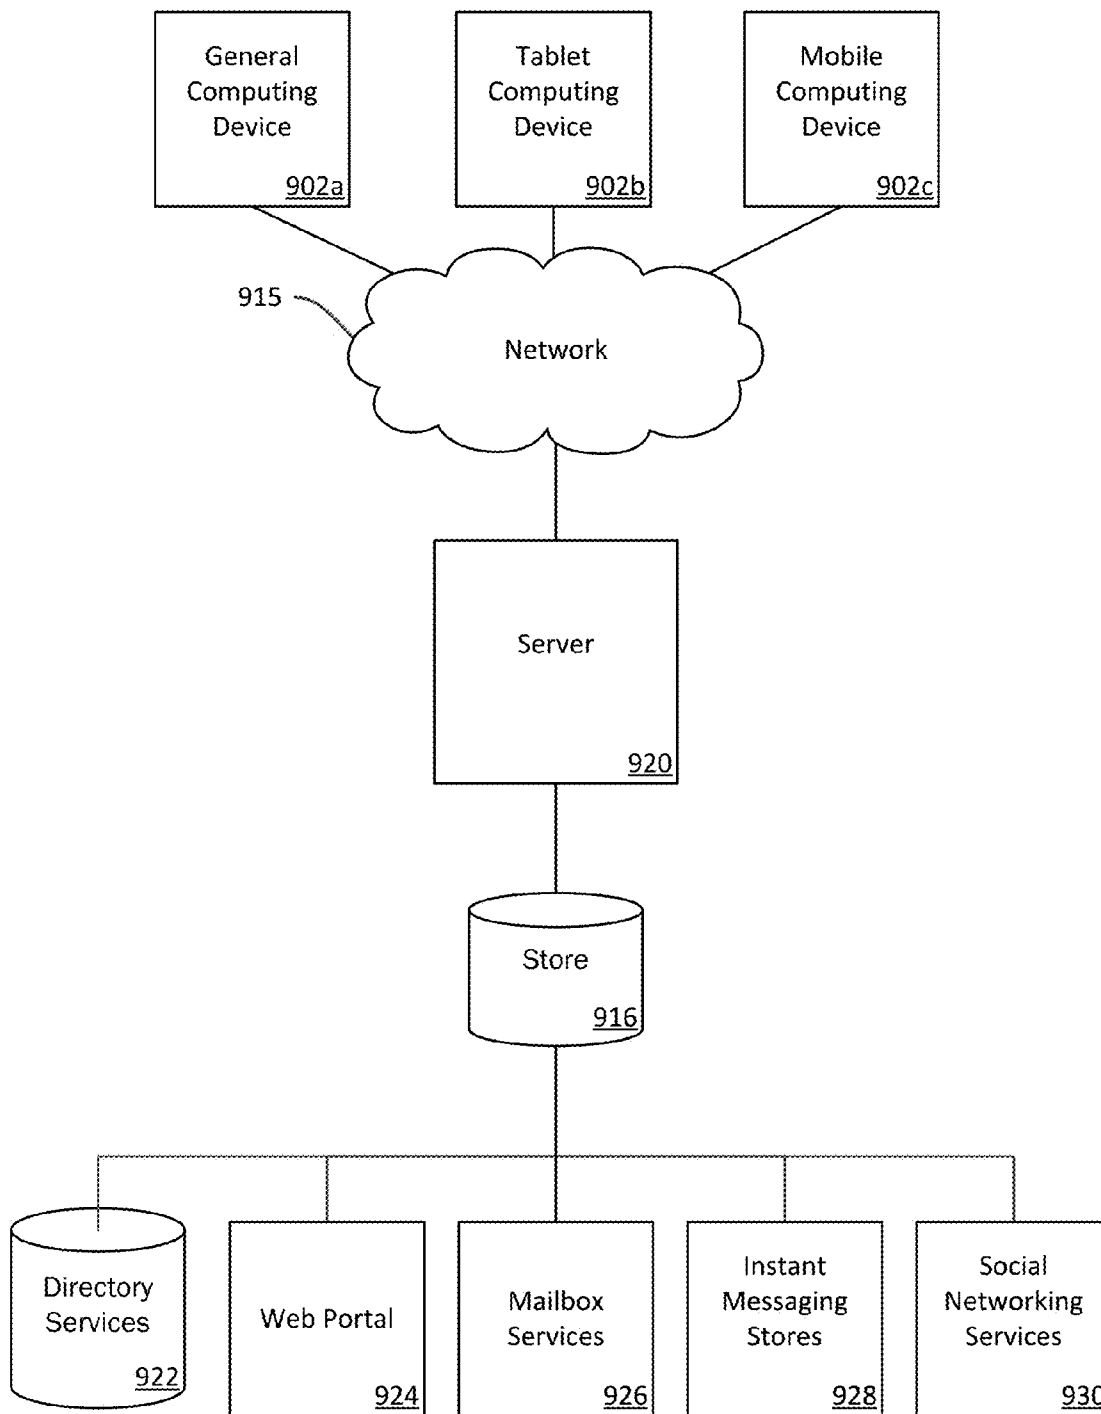 General
Computing
Device
902a
Tablet
Computing
Device
902b
Mobile
Computing
Device
902c
915
Network
Server
920
Store
916
Directory
Services
922
Web Portal
924
Mailbox
Services
926
Instant
Messaging
Stores
928
Social
Networking
Services
930